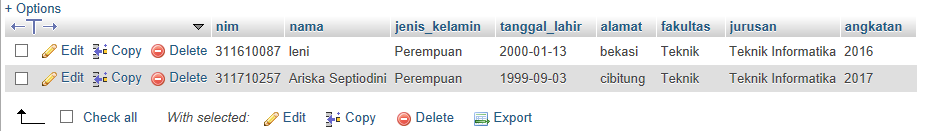 + Options
nim nama jenis_kelamin tanggal_lahir alamat fakultas jurusan angkatan
Edit Copy Delete 311610087 leni Perempuan 2000-01-13 bekasi Teknik Teknik Informatika 2016
Edit Copy Delete 311710257 Ariska Septiodini Perempuan 1999-09-03 cibitung Teknik Teknik Informatika 2017
Check all With selected: Edit Copy Delete Export